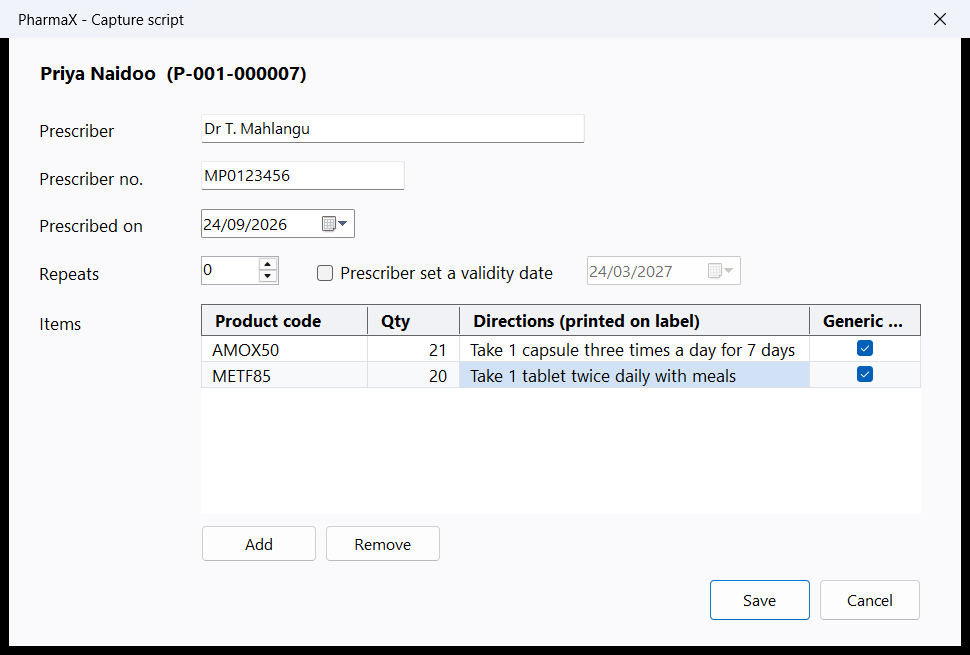 PharmaX - Capture script
Priya Naidoo (P-001-000007)
Prescriber Dr T. Mahlangu
Prescriber no. MP0123456
Prescribed on 24/09/2026
Repeats 0 Prescriber set a validity date 24/03/2027
Items
Product code Qty Directions (printed on label) Generic ...
AMOX50 21 Take 1 capsule three times a day for 7 days
METF85 20 Take 1 tablet twice daily with meals
Add Remove
Save Cancel